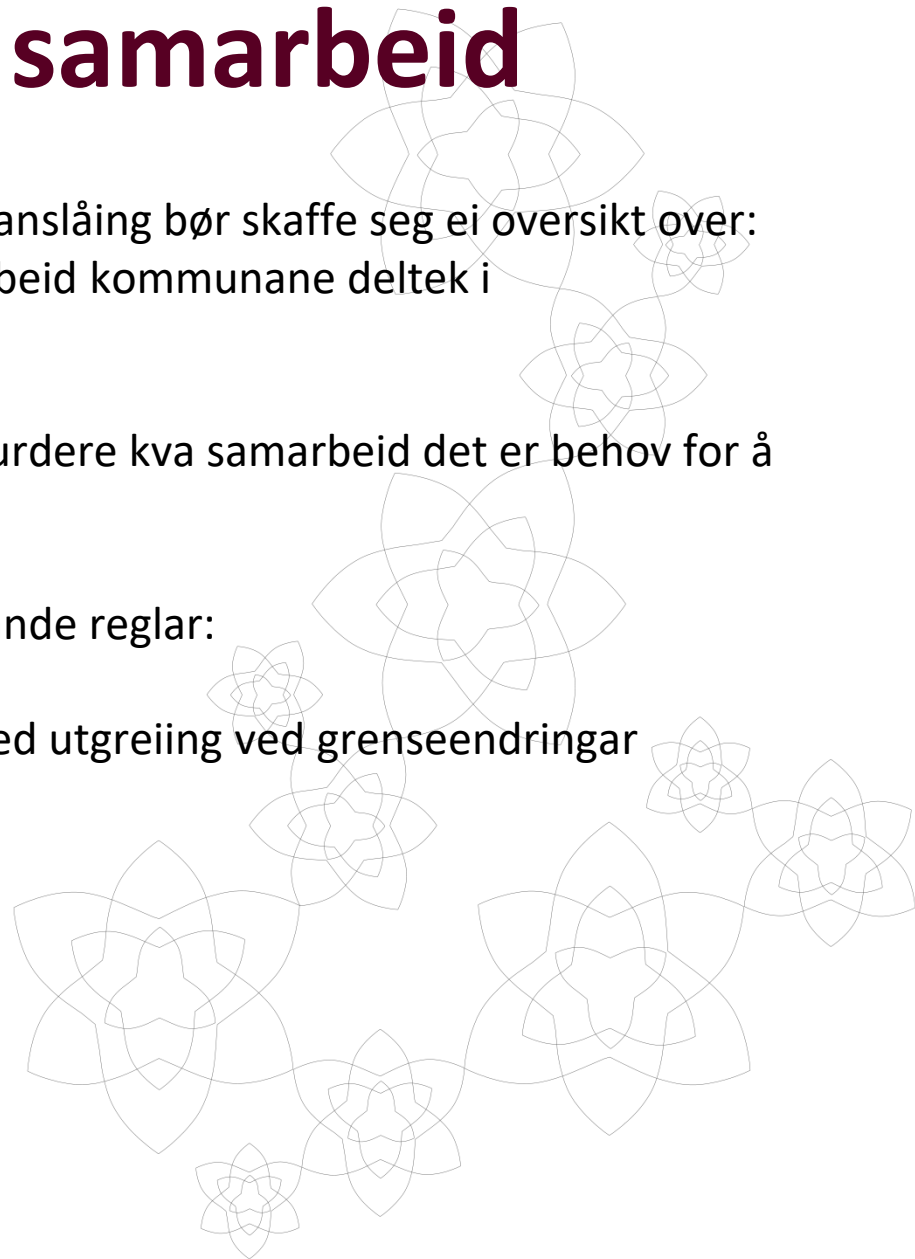 samarbeid
anslåing bør skaffe seg ei oversikt over:
beid kommunane deltek i
urdere kva samarbeid det er behov for å
nde reglar:
ed utgreiing ved grenseendringar